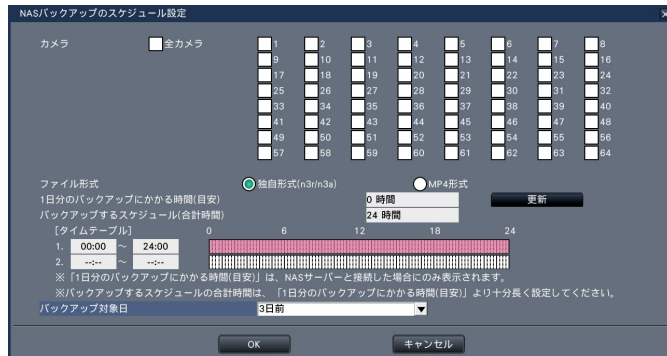 NASバックアップのスケジュール設定
カメラ 全カメラ 1 2 3 4 5 6 7 8
9 10 11 12 13 14 15 16
17 18 19 20 21 22 23 24
25 26 27 28 29 30 31 32
33 34 35 36 37 38 39 40
41 42 43 44 45 46 47 48
49 50 51 52 53 54 55 56
57 58 59 60 61 62 63 64
ファイル形式 独自形式(n3r/n3a) MP4形式
1日分のバックアップにかかる時間(目安) 0 時間 更新
バックアップするスケジュール(合計時間) 24 時間
[タイムテーブル] 0 6 12 18 24
1. 00:00 ～ 24:00
2. --:-- ～ --:--
※「1日分のバックアップにかかる時間(目安)」は、NASサーバーと接続した場合にのみ表示されます。
※バックアップするスケジュールの合計時間は、「1日分のバックアップにかかる時間(目安)」より十分長く設定してください。
バックアップ対象日 3日前
OK キャンセル